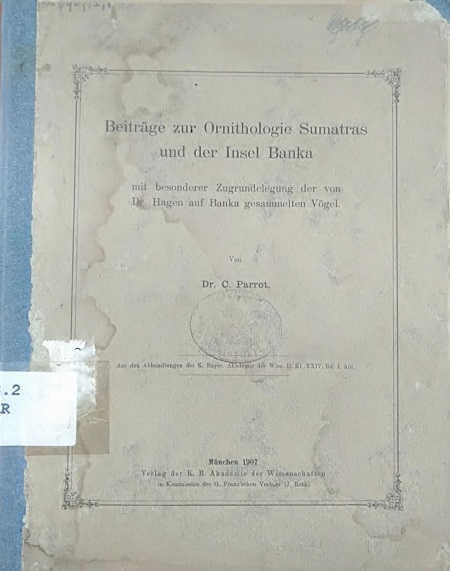 Beiträge zur Ornithologie Sumatras
und der Insel Banka
mit besonderer Zugrundelegung der von
Dr. Hagen auf Banka gesammelten Vögel.
Von
Dr. C. Parrot.
Aus den Abhandlungen der K. Bayer. Akademie der Wiss. II. Kl. XXIV. Bd. I. Abt.
.2
R
München 1907
Verlag der K. B. Akademie der Wissenschaften
in Kommission des G. Franz'schen Verlags (J. Roth).